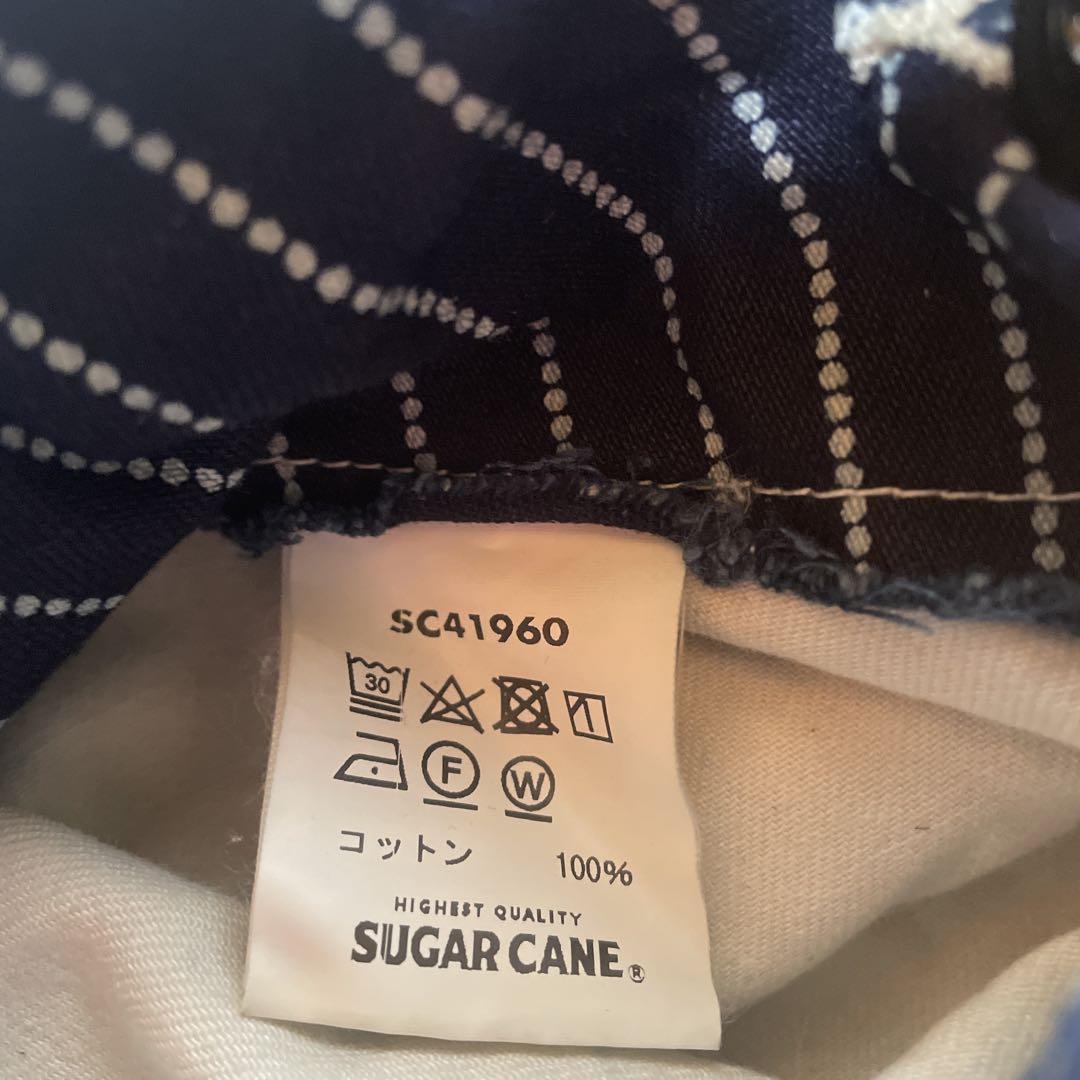 SC41960
30
F W
コットン 100%
HIGHEST QUALITY
SUGAR CANE®